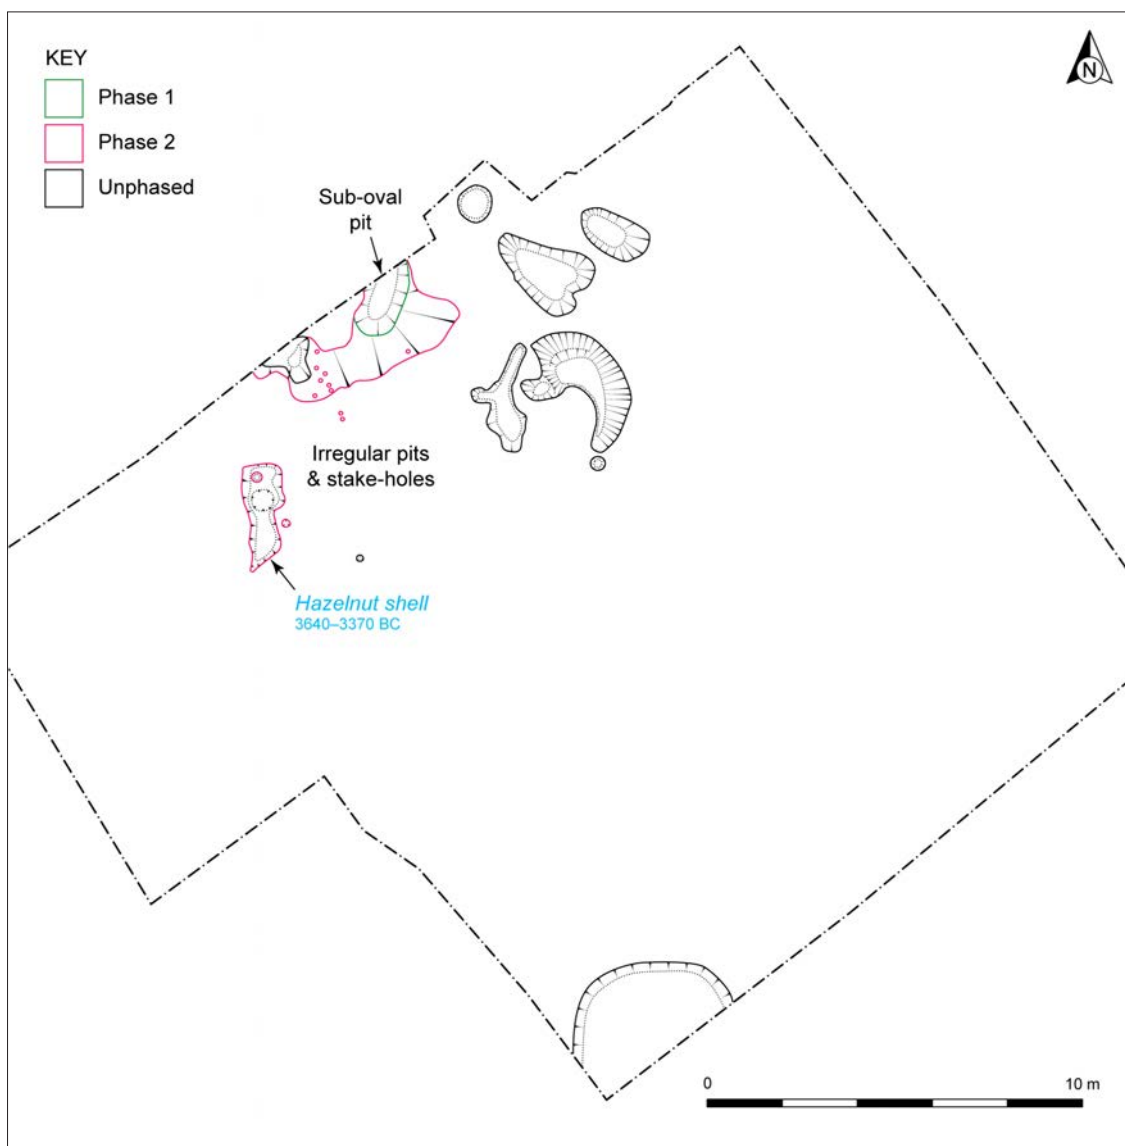 KEY
Phase 1
Phase 2
Unphased
N
Sub-oval
pit
Irregular pits
& stake-holes
Hazelnut shell
3640–3370 BC
0
10 m